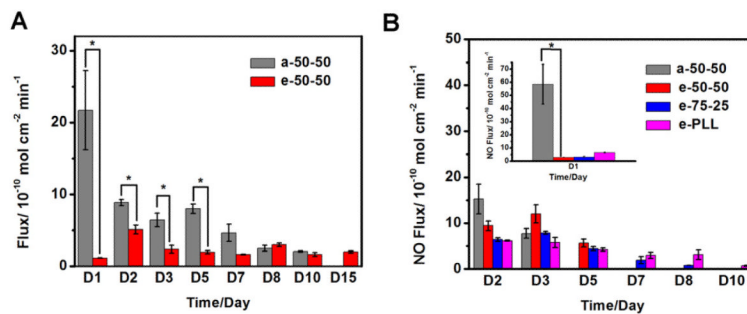 A
Flux/ 10⁻¹⁰ mol cm⁻² min⁻¹
30
20
10
0
*
*
*
*
a-50-50
e-50-50
D1 D2 D3 D5 D7 D8 D10 D15
Time/Day
B
NO Flux/ 10⁻¹⁰ mol cm⁻² min⁻¹
50
40
30
20
10
0
NO Flux/ 10⁻¹⁰ mol cm⁻² min⁻¹
70
60
50
40
30
20
10
0
*
D1
Time/Day
a-50-50
e-50-50
e-75-25
e-PLL
D2 D3 D5 D7 D8 D10
Time/Day